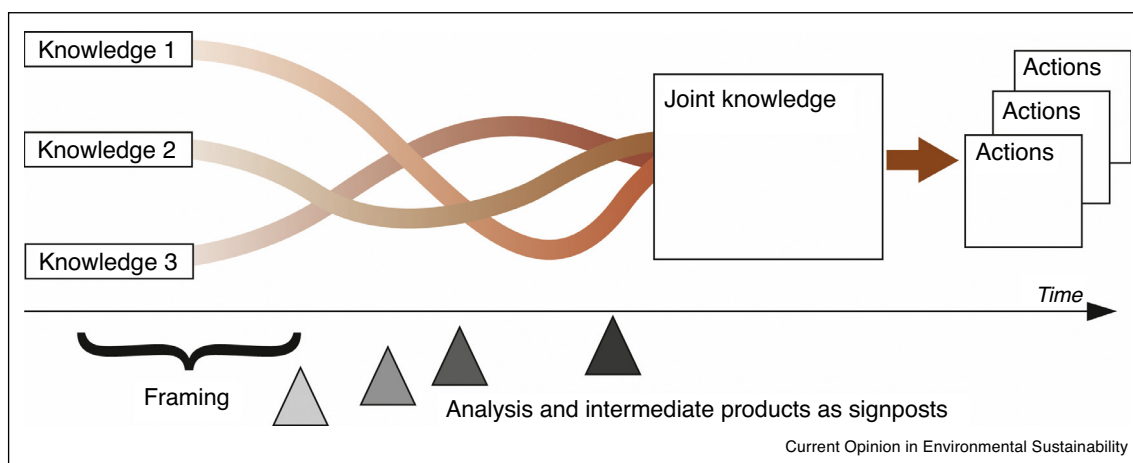 Knowledge 1
Knowledge 2
Knowledge 3
Joint knowledge
Actions
Actions
Actions
Time
Framing
Analysis and intermediate products as signposts
Current Opinion in Environmental Sustainability